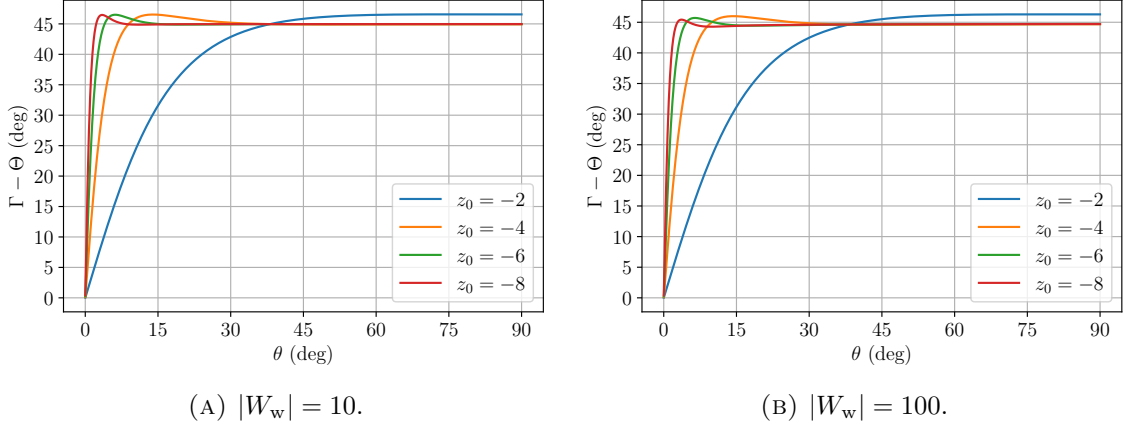 45
40
35
30
25
20
15
10
5
0
Γ − Θ (deg)
0 15 30 45 60 75 90
θ (deg)
z₀ = −2
z₀ = −4
z₀ = −6
z₀ = −8
(A) |W_w| = 10.
45
40
35
30
25
20
15
10
5
0
Γ − Θ (deg)
0 15 30 45 60 75 90
θ (deg)
z₀ = −2
z₀ = −4
z₀ = −6
z₀ = −8
(B) |W_w| = 100.